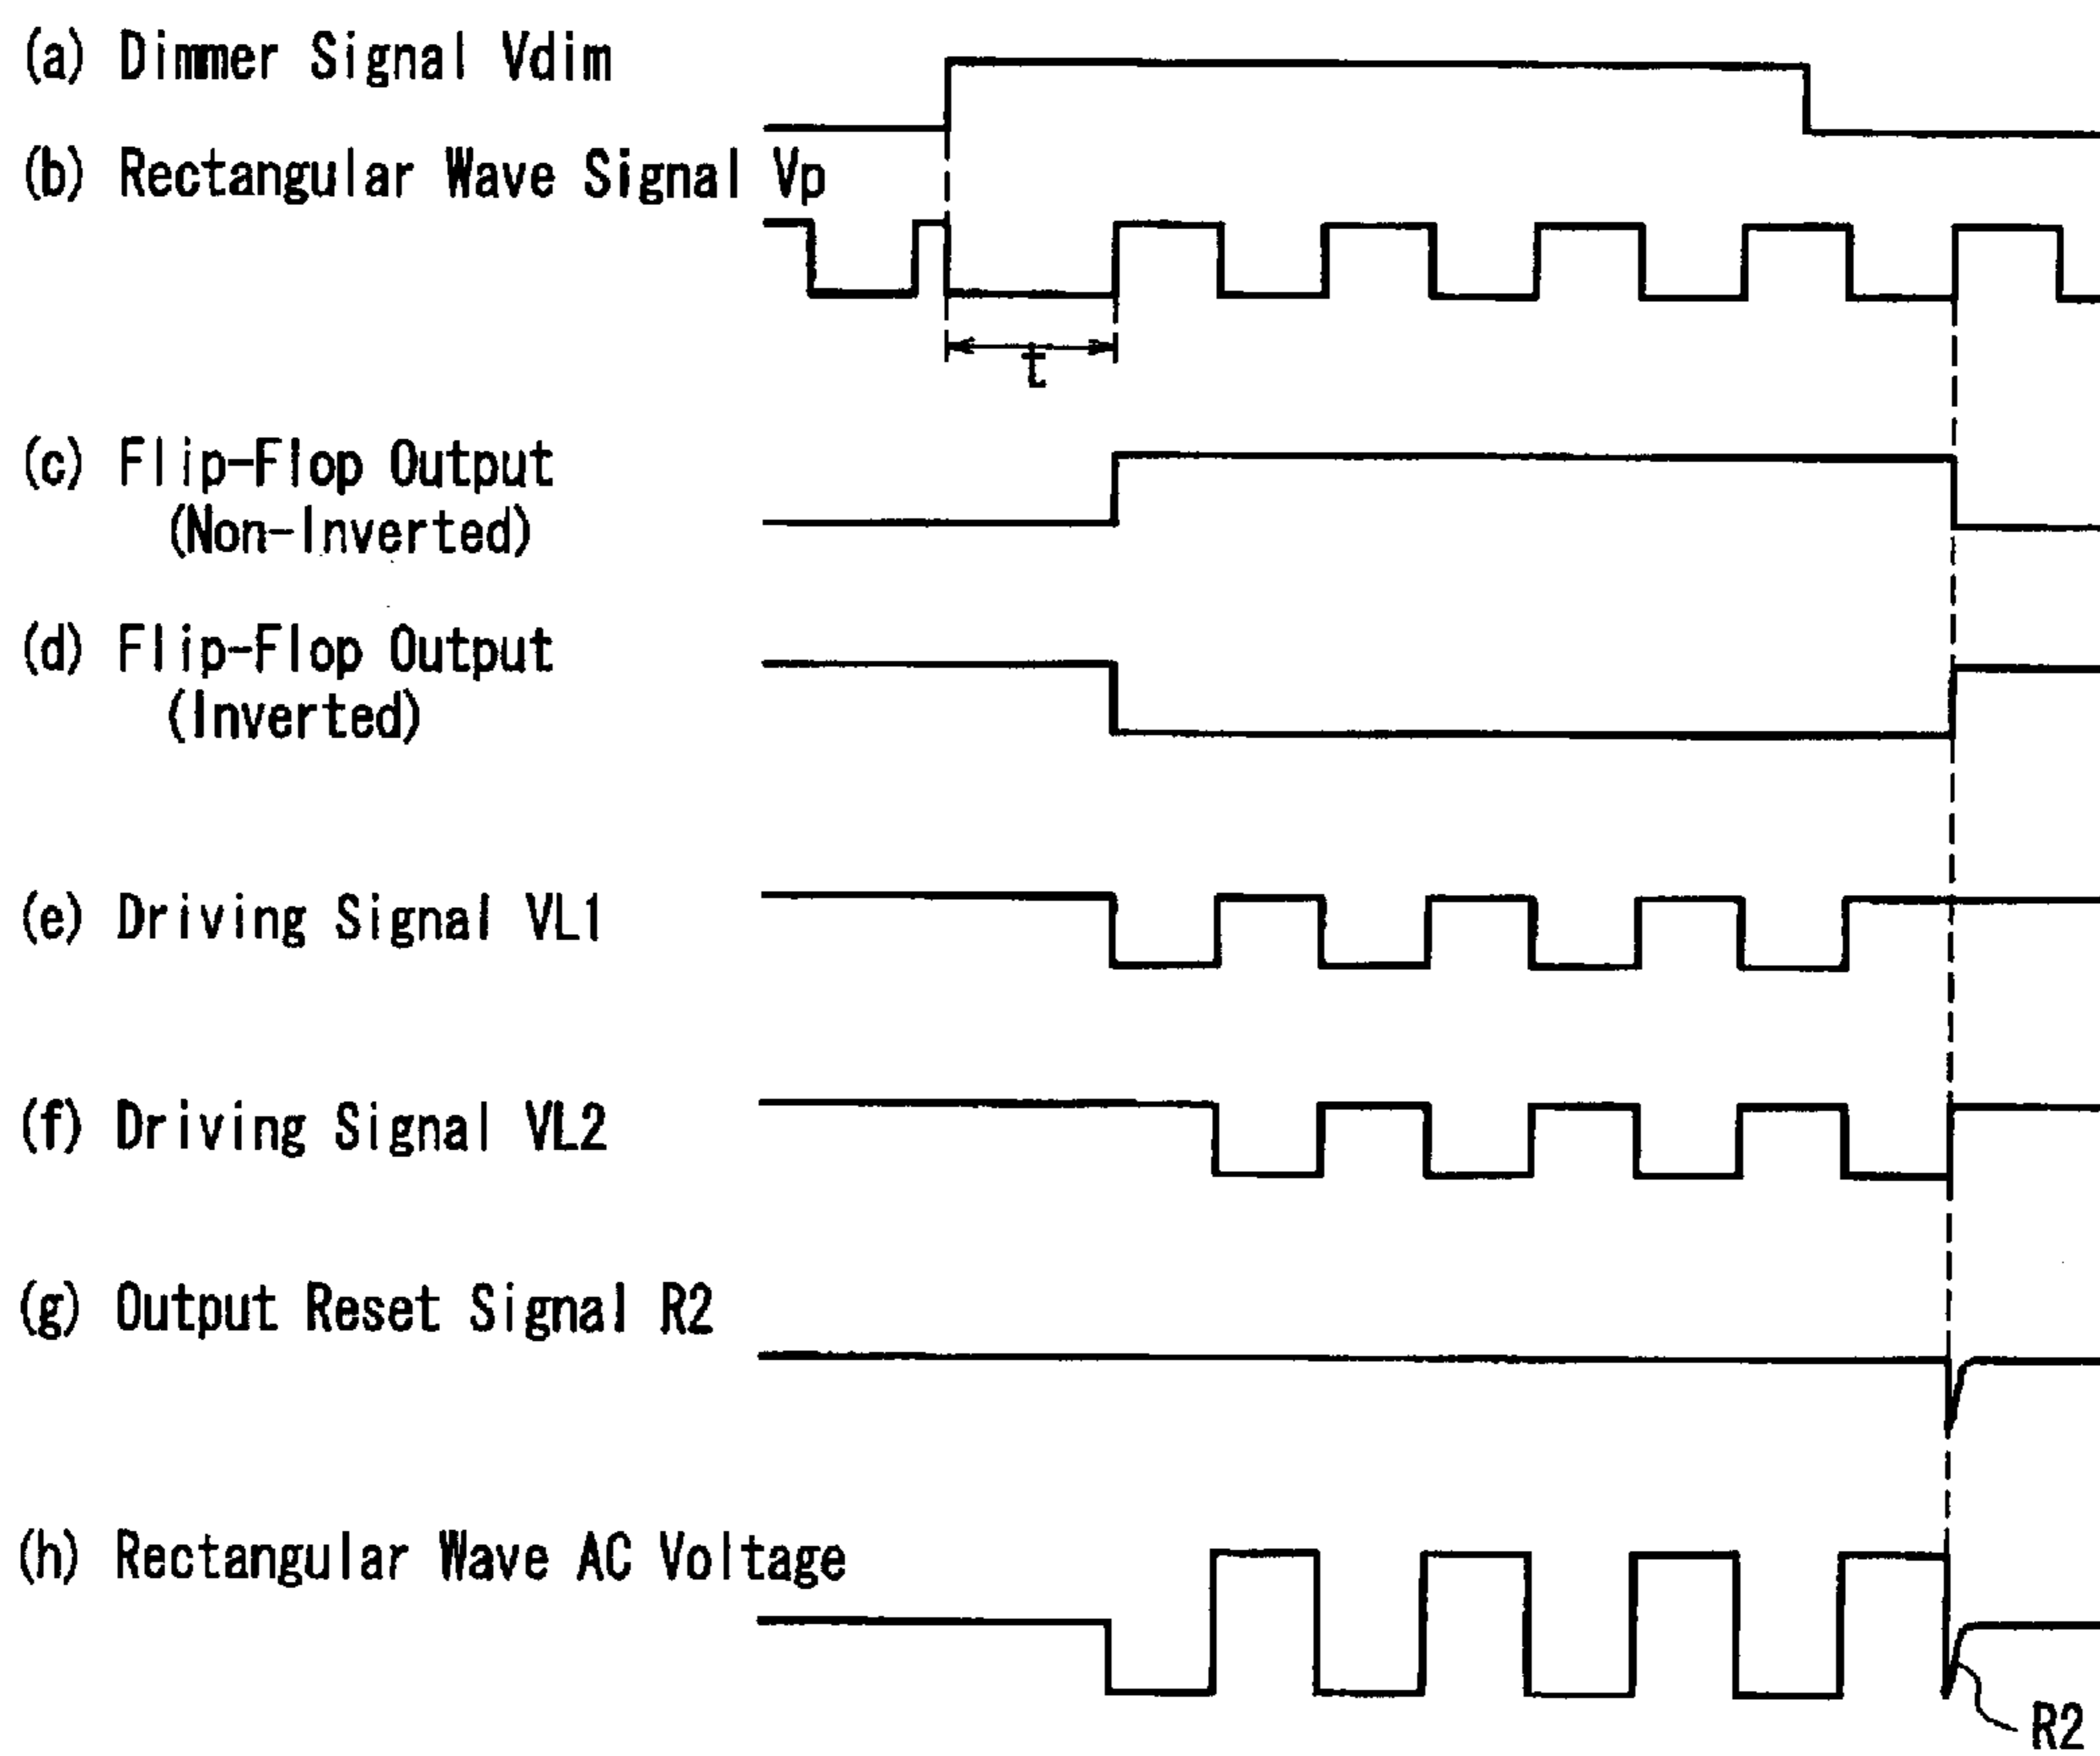 (a) Dimmer Signal Vdim
(b) Rectangular Wave Signal Vp
t
(c) Flip-Flop Output
(Non-Inverted)
(d) Flip-Flop Output
(Inverted)
(e) Driving Signal VL1
(f) Driving Signal VL2
(g) Output Reset Signal R2
(h) Rectangular Wave AC Voltage
R2